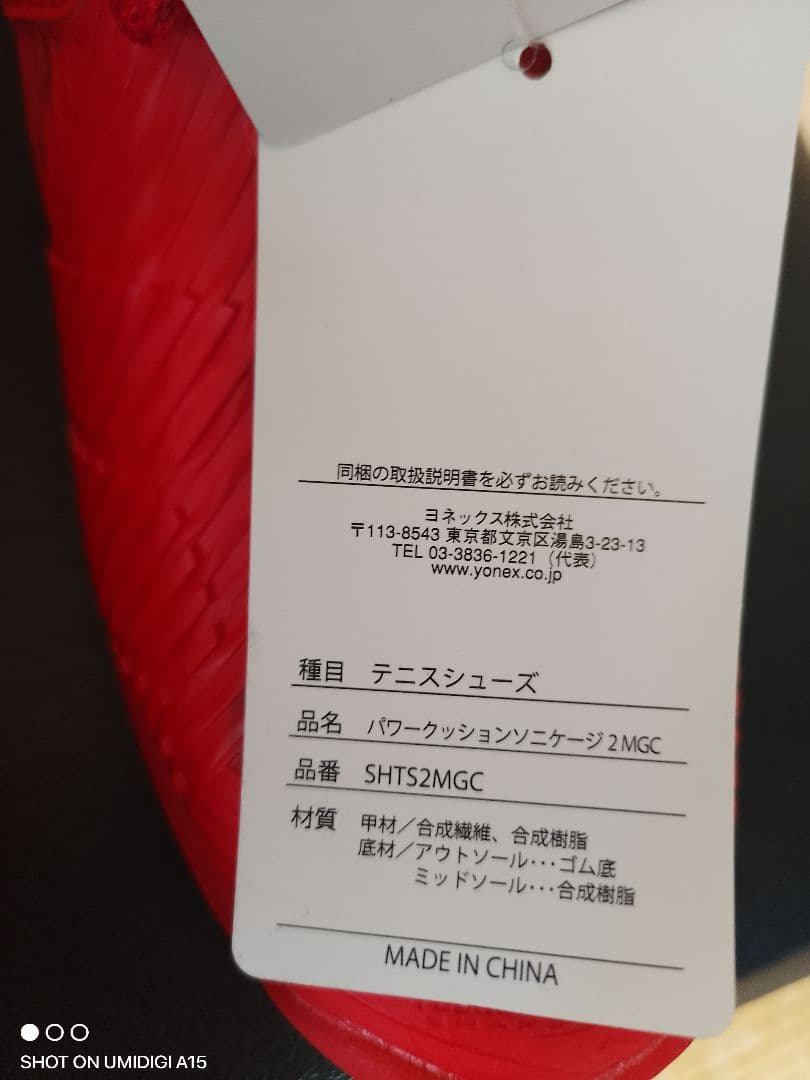 同梱の取扱説明書を必ずお読みください。
ヨネックス株式会社
〒113-8543 東京都文京区湯島3-23-13
TEL 03-3836-1221（代表）
www.yonex.co.jp
種目 テニスシューズ
品名 パワークッションソニケージ2MGC
品番 SHTS2MGC
材質 甲材／合成繊維、合成樹脂
底材／アウトソール･･･ゴム底
ミッドソール･･･合成樹脂
MADE IN CHINA
SHOT ON UMIDIGI A15